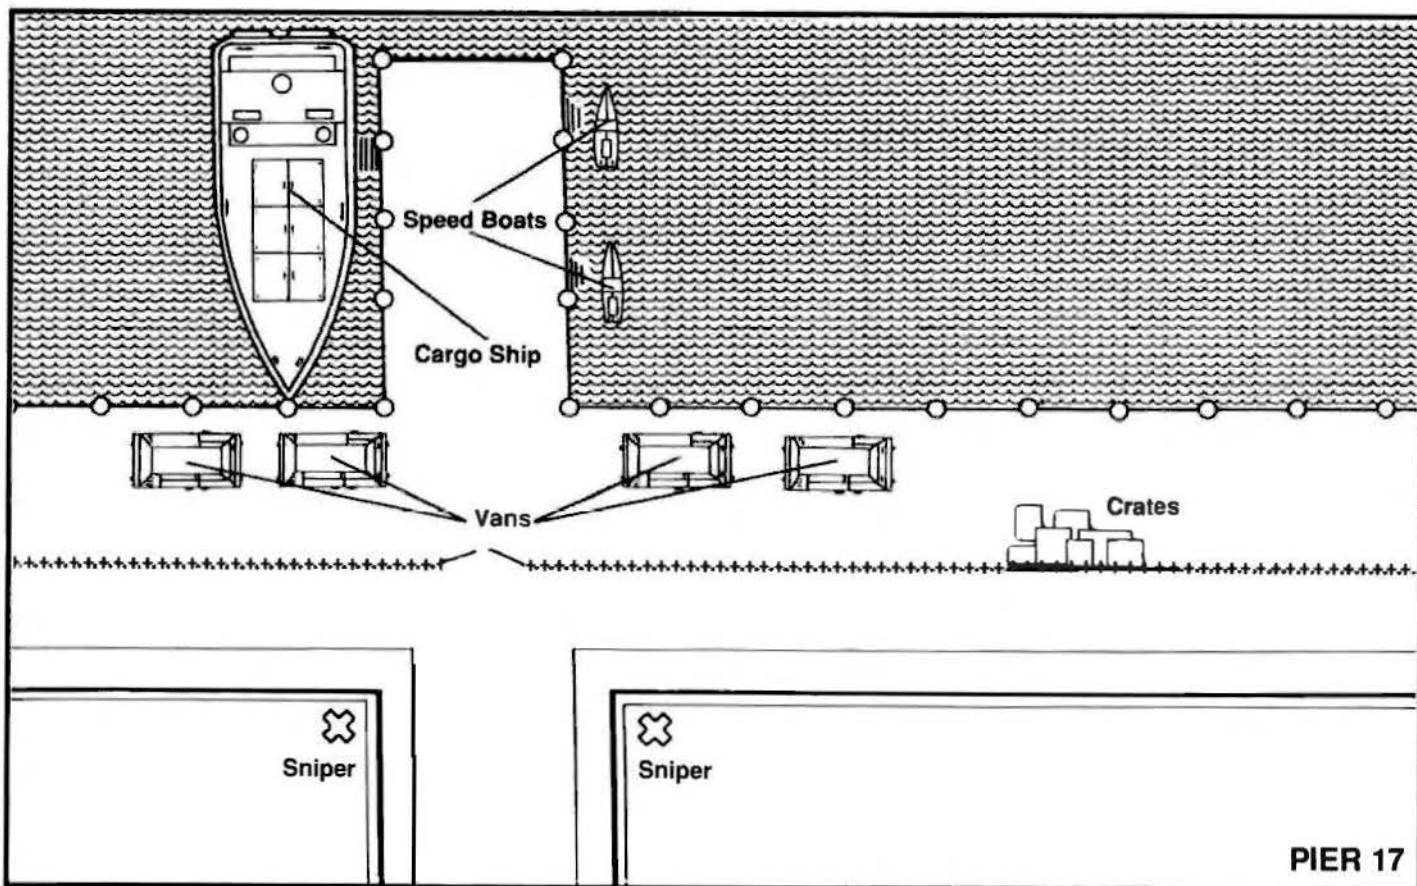 Speed Boats
Cargo Ship
Vans
Crates
Sniper
Sniper
PIER 17